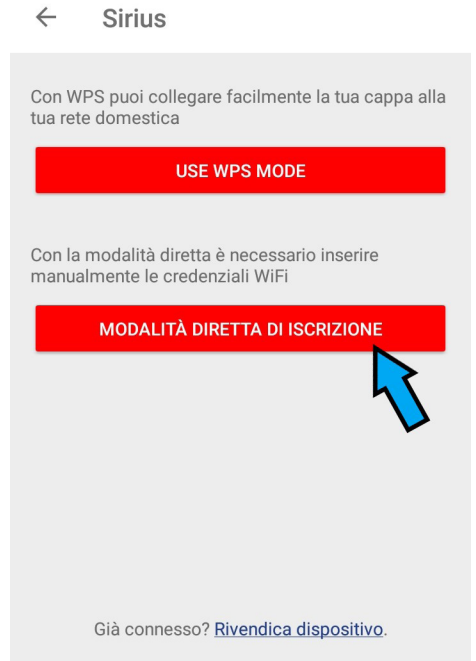 Sirius
Con WPS puoi collegare facilmente la tua cappa alla
tua rete domestica
USE WPS MODE
Con la modalità diretta è necessario inserire
manualmente le credenziali WiFi
MODALITÀ DIRETTA DI ISCRIZIONE
Già connesso? Rivendica dispositivo.